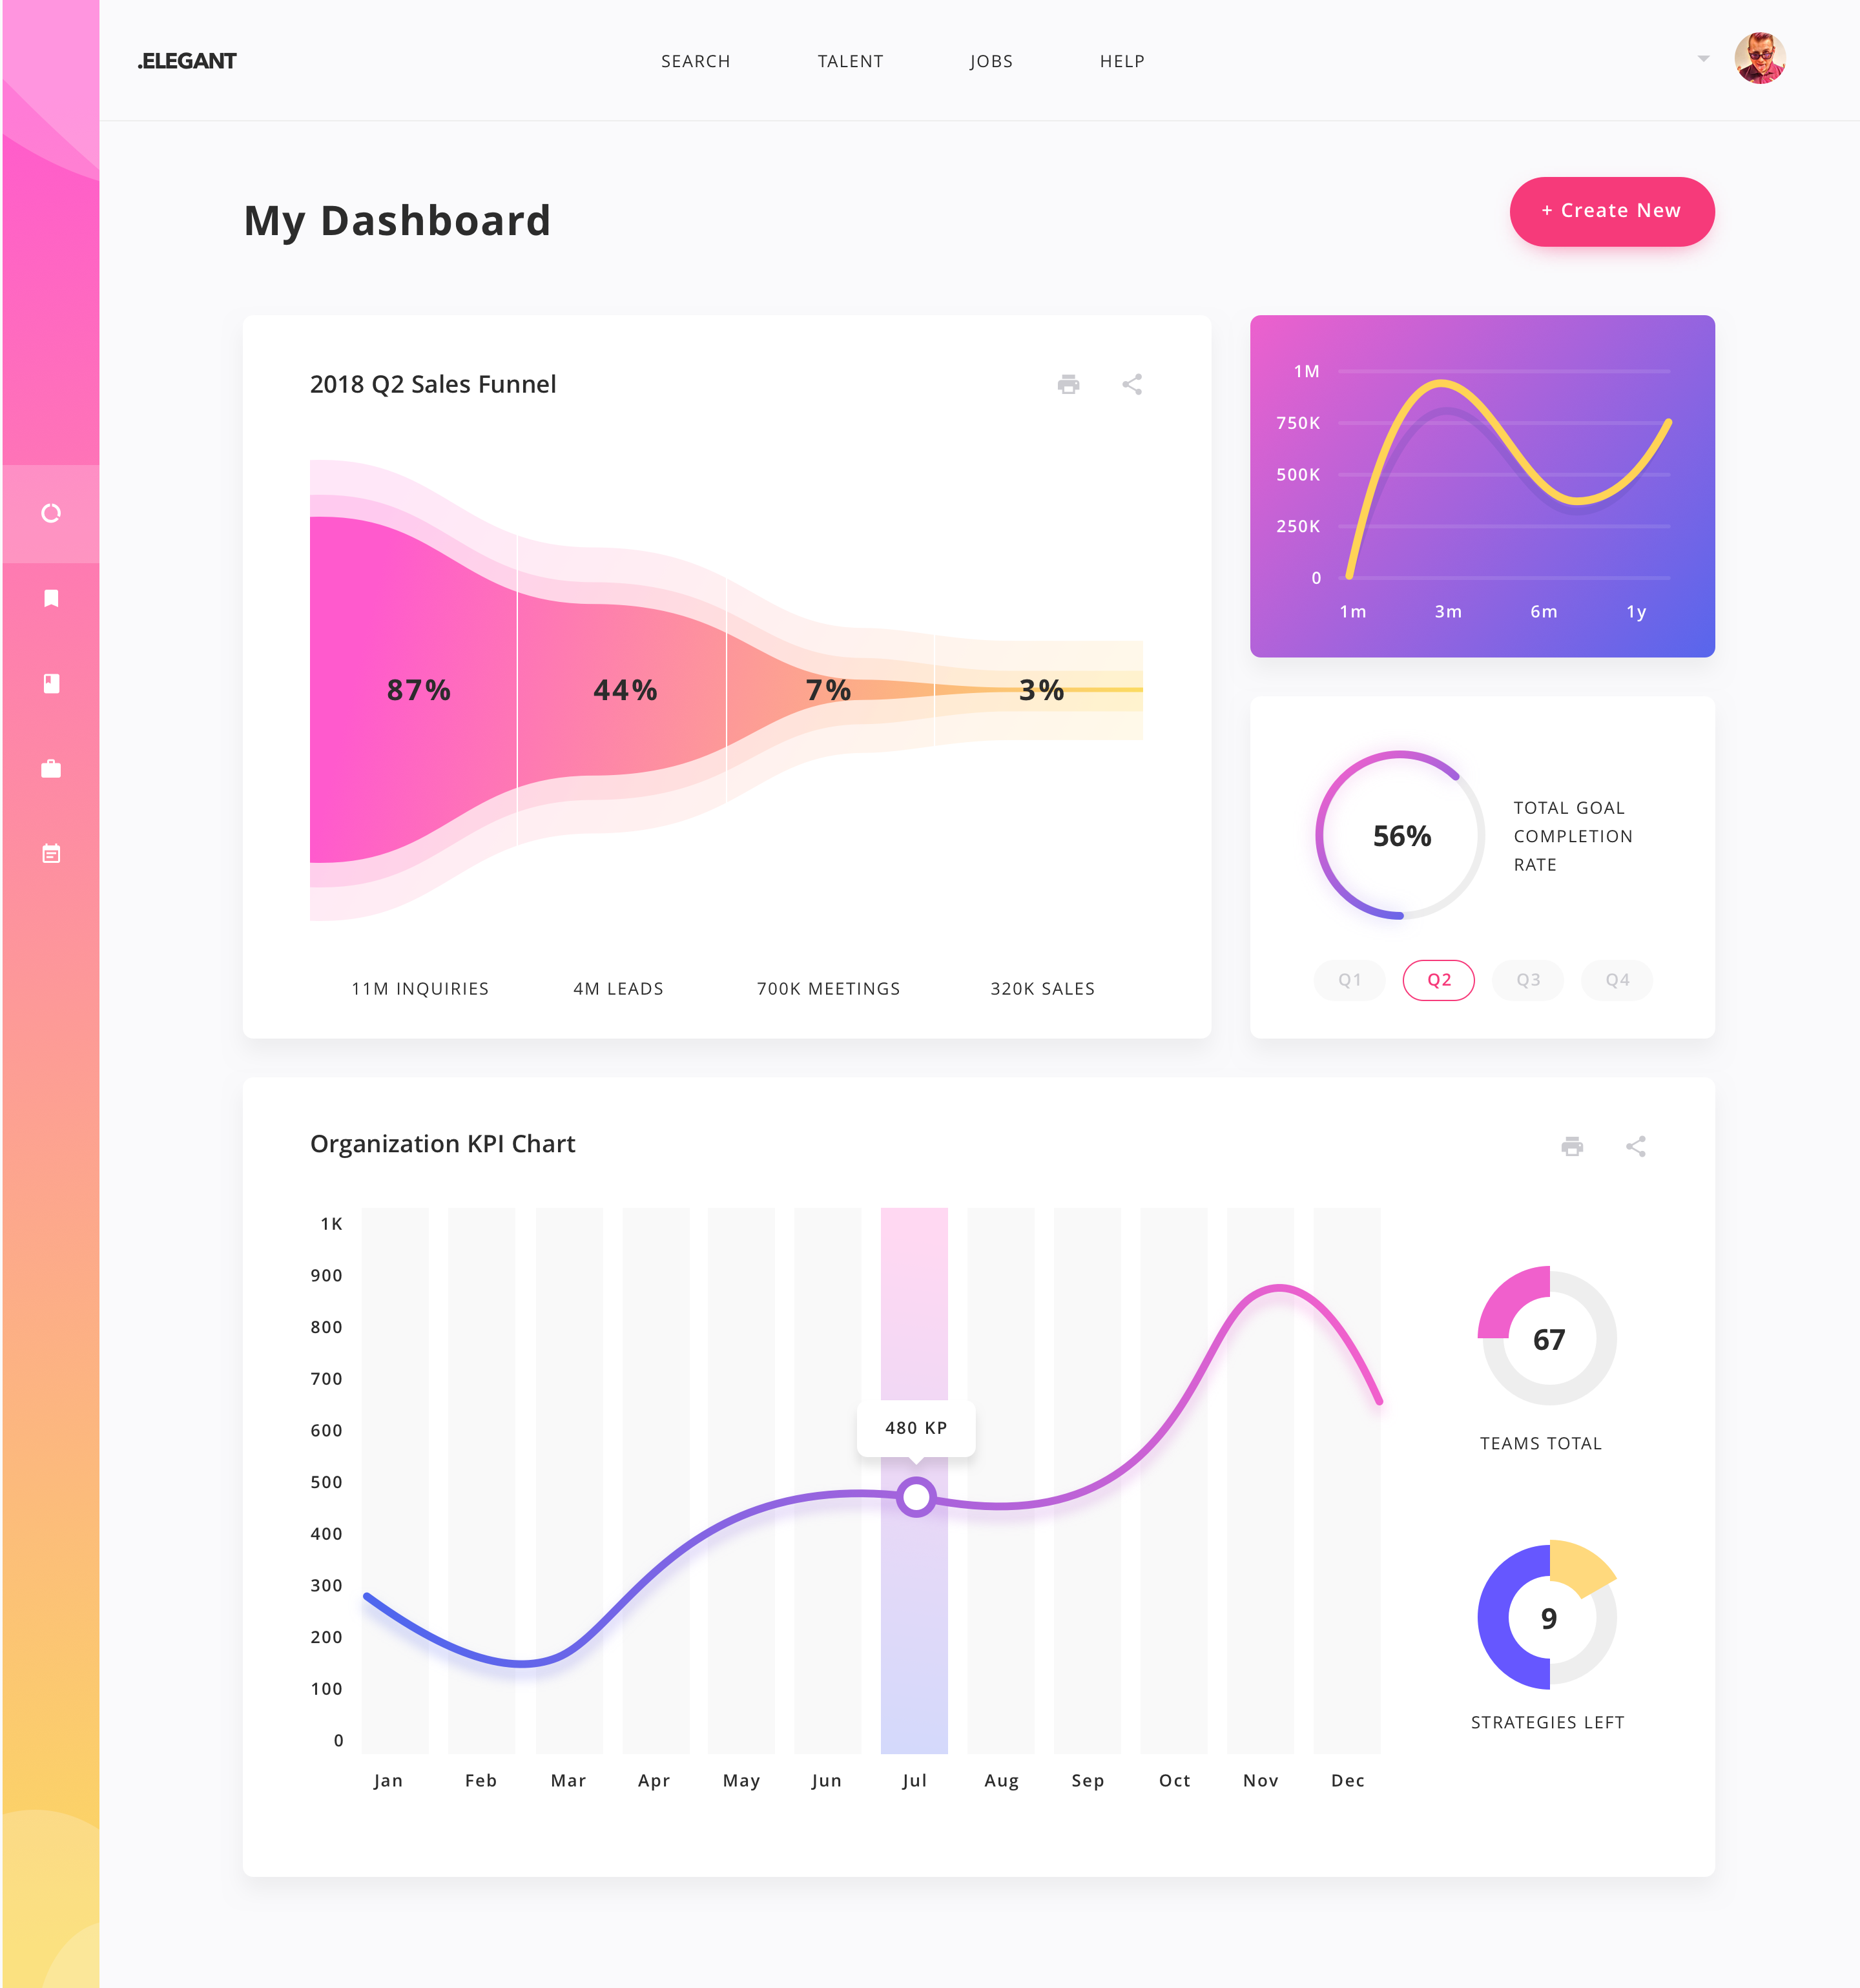 .ELEGANT
SEARCH TALENT JOBS HELP
My Dashboard
+ Create New
2018 Q2 Sales Funnel
87% 44% 7% 3%
11M INQUIRIES 4M LEADS 700K MEETINGS 320K SALES
1M
750K
500K
250K
0
1m 3m 6m 1y
56%
TOTAL GOAL
COMPLETION
RATE
Q1 Q2 Q3 Q4
Organization KPI Chart
1K
900
800
700
600
500
400
300
200
100
0
480 KP
Jan Feb Mar Apr May Jun Jul Aug Sep Oct Nov Dec
67
TEAMS TOTAL
9
STRATEGIES LEFT